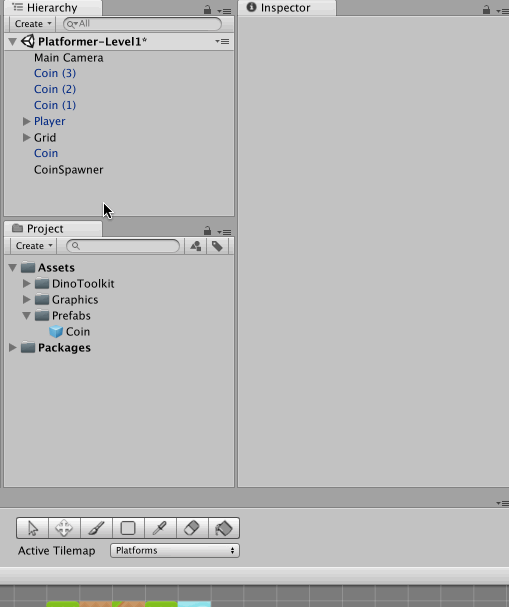 Hierarchy
Create
All
Platformer-Level1*
Main Camera
Coin (3)
Coin (2)
Coin (1)
Player
Grid
Coin
CoinSpawner
Project
Create
Assets
DinoToolkit
Graphics
Prefabs
Coin
Packages
Inspector
Active Tilemap Platforms